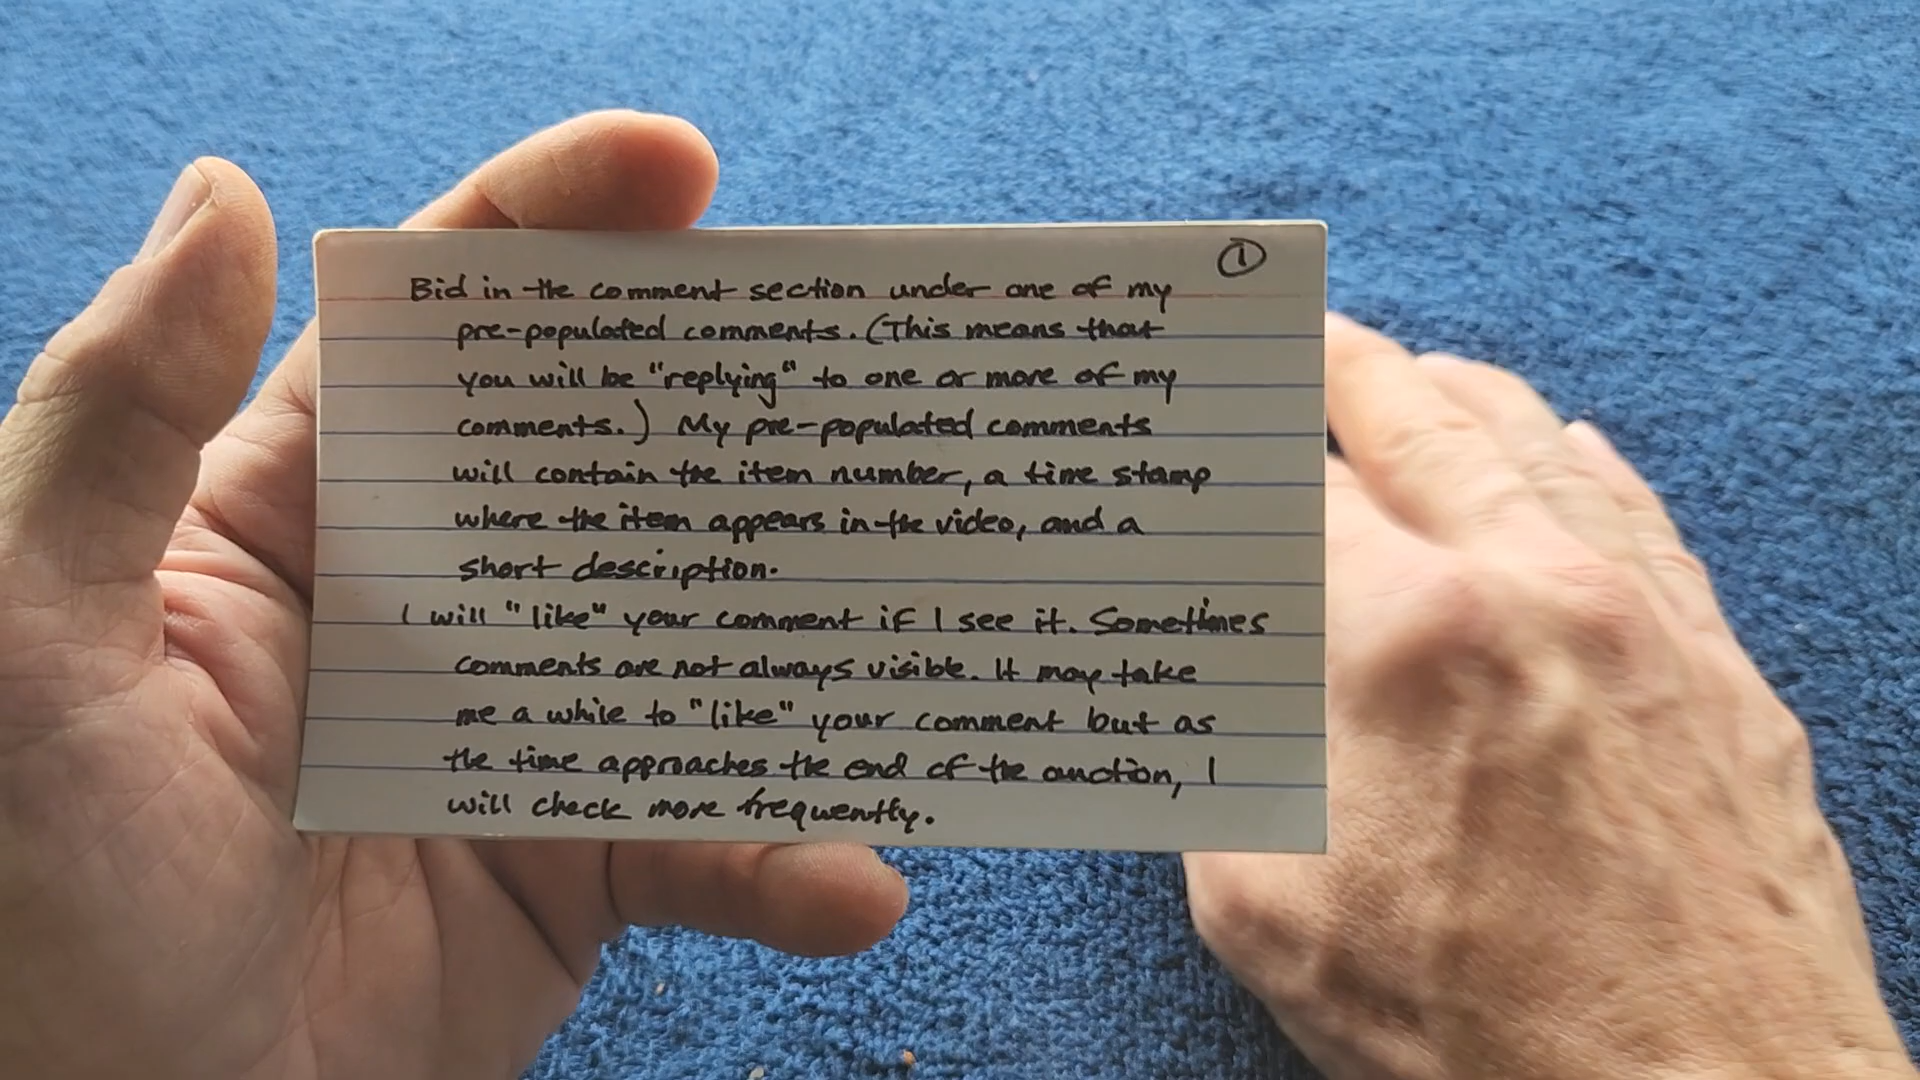 ①
Bid in the comment section under one of my
pre-populated comments. (This means that
you will be "replying" to one or more of my
comments.) My pre-populated comments
will contain the item number, a time stamp
where the item appears in the video, and a
short description.
I will "like" your comment if I see it. Sometimes
comments are not always visible. It may take
me a while to "like" your comment but as
the time approaches the end of the auction, I
will check more frequently.